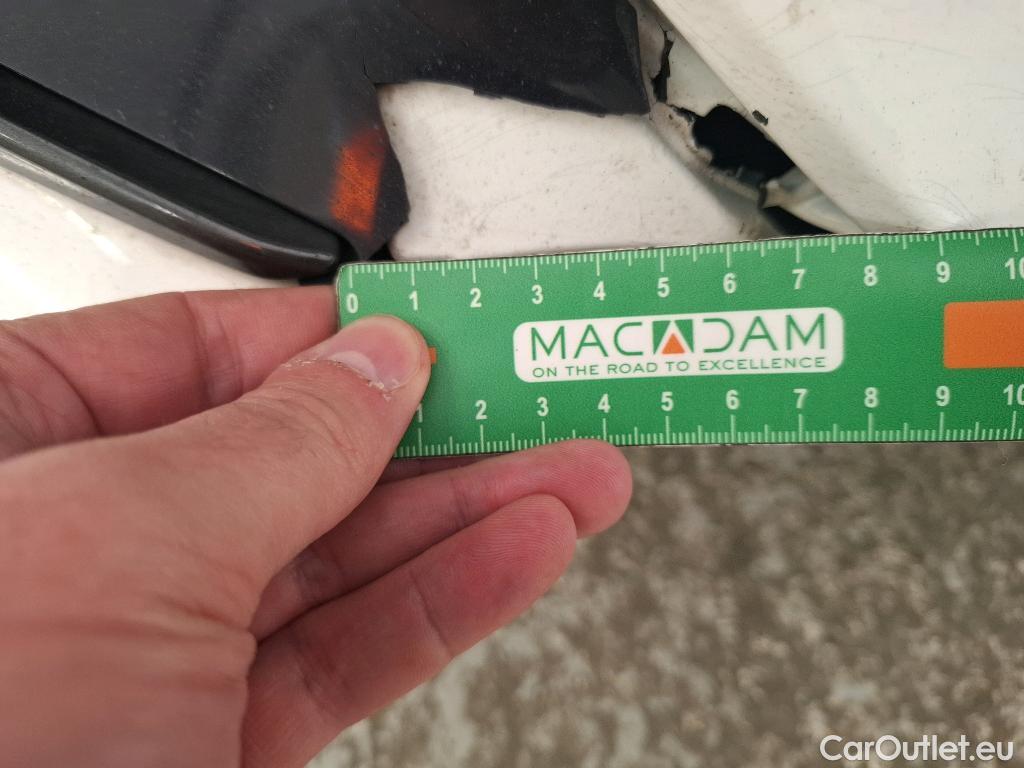 0 1 2 3 4 5 6 7 8 9 10
MACADAM
ON THE ROAD TO EXCELLENCE
1 2 3 4 5 6 7 8 9 10
CarOutlet.eu